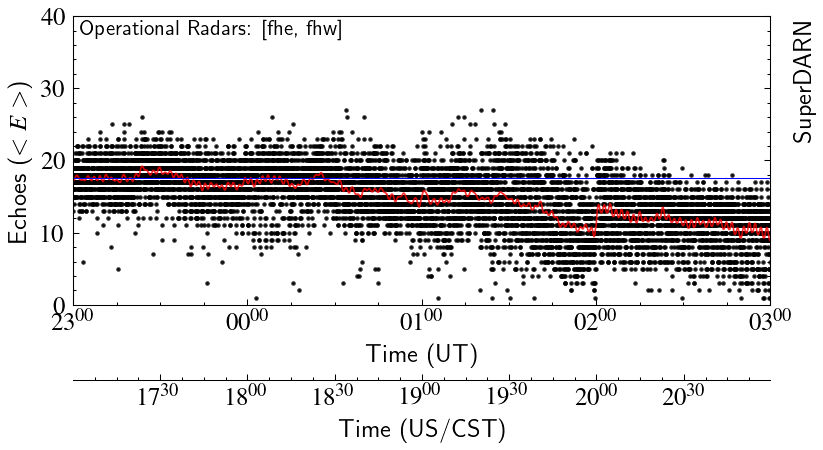 40
Operational Radars: [fhe, fhw]
SuperDARN
30
20
10
0
Echoes (< E >)
23⁰⁰ 00⁰⁰ 01⁰⁰ 02⁰⁰ 03⁰⁰
Time (UT)
17³⁰ 18⁰⁰ 18³⁰ 19⁰⁰ 19³⁰ 20⁰⁰ 20³⁰
Time (US/CST)